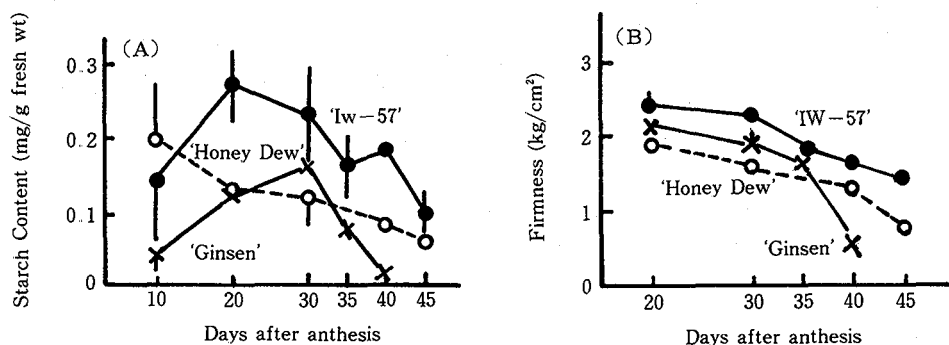 (A)
Starch Content (mg/g fresh wt)
0.3
0.2
0.1
0
'Iw−57'
'Honey Dew'
'Ginsen'
10 20 30 35 40 45
Days after anthesis
(B)
Firmness (kg/cm²)
3
2
1
0
'IW−57'
'Honey Dew'
'Ginsen'
20 30 35 40 45
Days after anthesis